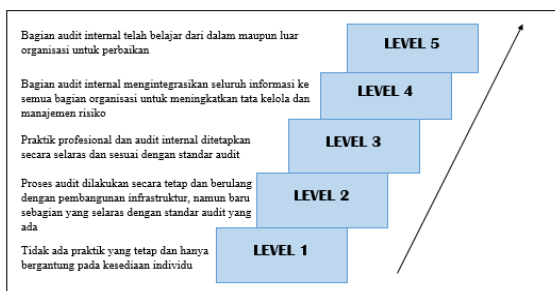 Bagian audit internal telah belajar dari dalam maupun luar
organisasi untuk perbaikan
LEVEL 5
Bagian audit internal mengintegrasikan seluruh informasi ke
semua bagian organisasi untuk meningkatkan tata kelola dan
manajemen risiko
LEVEL 4
Praktik profesional dan audit internal ditetapkan
secara selaras dan sesuai dengan standar audit
LEVEL 3
Proses audit dilakukan secara tetap dan berulang
dengan pembangunan infrastruktur, namun baru
sebagian yang selaras dengan standar audit yang
ada
LEVEL 2
Tidak ada praktik yang tetap dan hanya
bergantung pada kesediaan individu
LEVEL 1